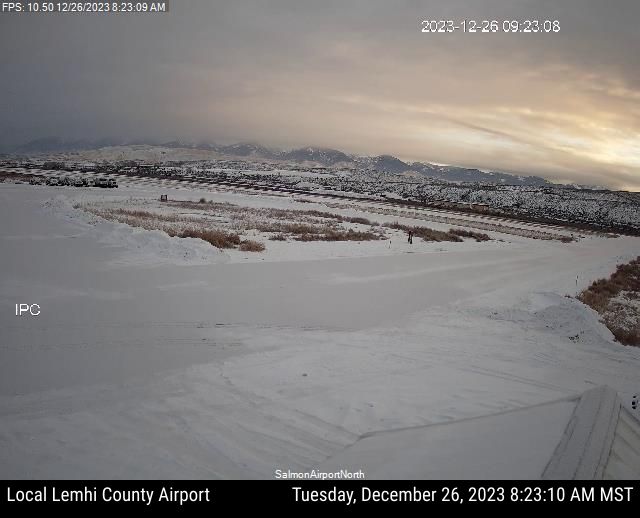 FPS: 10.50 12/26/2023 8:23:09 AM
2023-12-26 09:23:08
IPC
SalmonAirportNorth
Local Lemhi County Airport Tuesday, December 26, 2023 8:23:10 AM MST